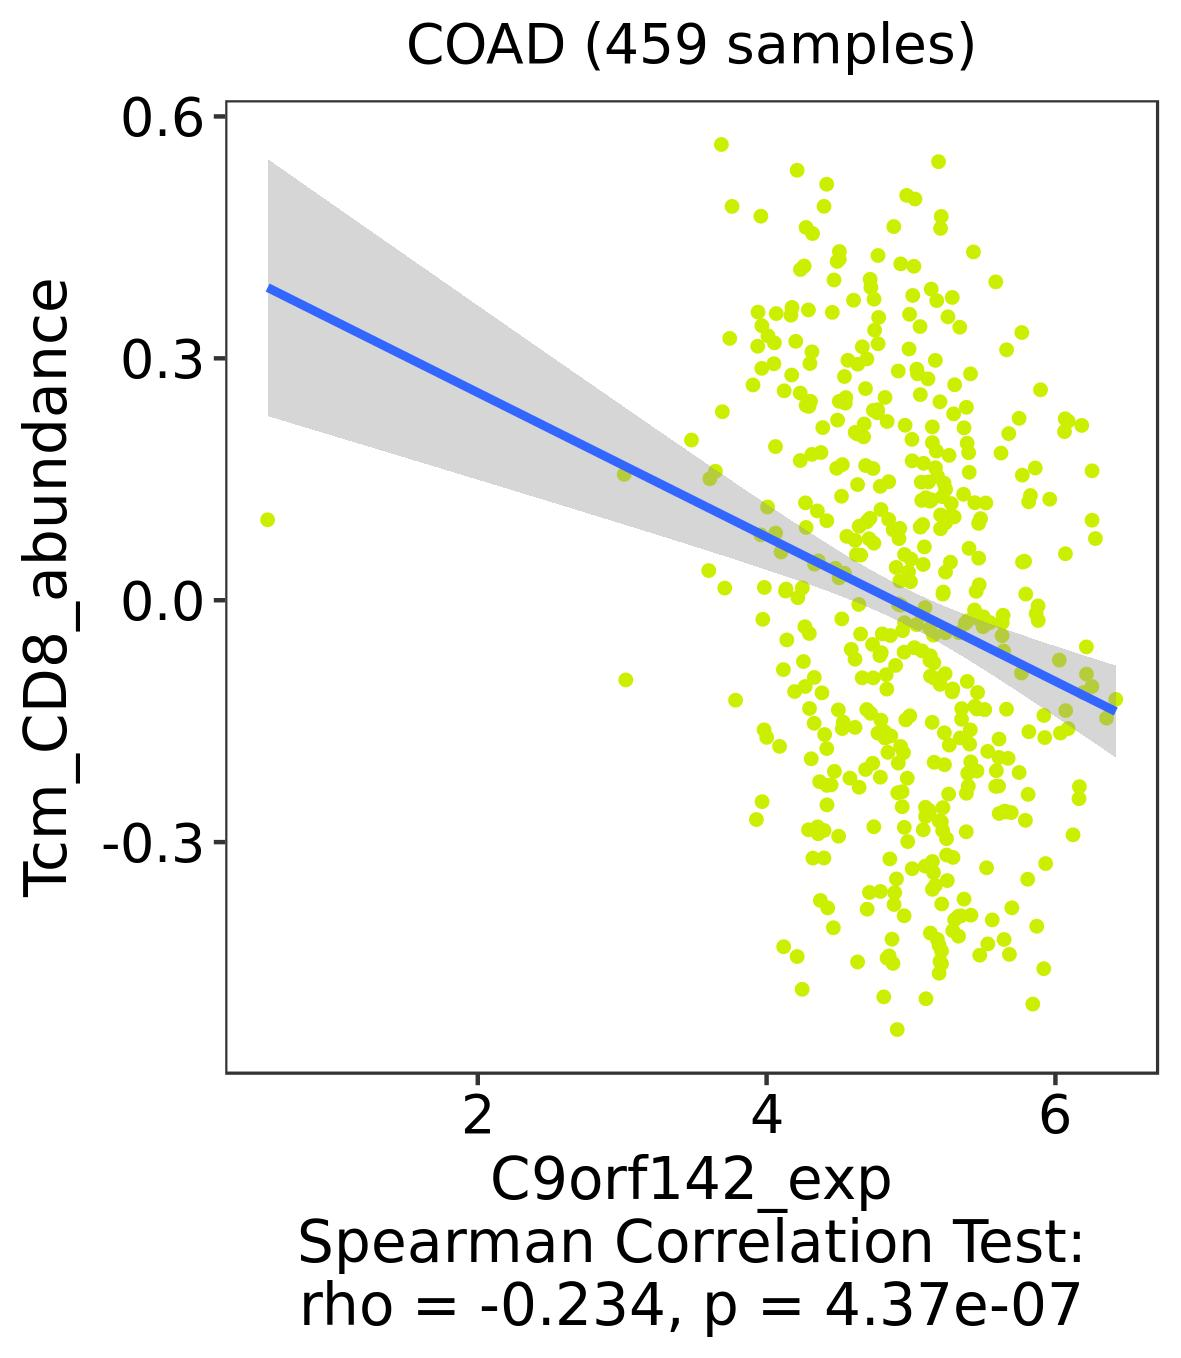 COAD (459 samples)
0.6
0.3
0.0
-0.3
Tcm_CD8_abundance
2 4 6
C9orf142_exp
Spearman Correlation Test:
rho = -0.234, p = 4.37e-07